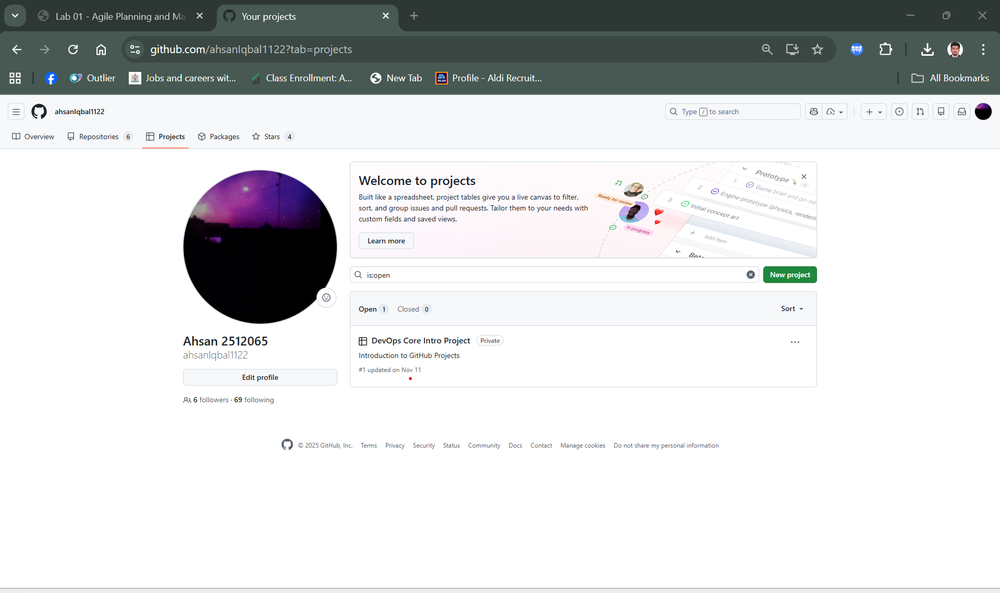 Lab 01 - Agile Planning and Ma
Your projects
github.com/ahsanIqbal1122?tab=projects
Outlier
Jobs and careers wit...
Class Enrollment: A...
New Tab
Profile - Aldi Recruit...
All Bookmarks
ahsanIqbal1122
Type / to search
Overview
Repositories 6
Projects
Packages
Stars 4
Welcome to projects
Built like a spreadsheet, project tables give you a live canvas to filter,
sort, and group issues and pull requests. Tailor them to your needs with
custom fields and saved views.
Learn more
Ready for review
In progress
Plan
Prototype 3
1 Game brief and go-no-
2 Engine prototype (physics, renderin
3 Initial concept art
Add item
Beta
is:open
New project
Open 1
Closed 0
Sort
DevOps Core Intro Project Private
Introduction to GitHub Projects
#1 updated on Nov 11
Ahsan 2512065
ahsanIqbal1122
Edit profile
6 followers · 69 following
© 2025 GitHub, Inc.
Terms
Privacy
Security
Status
Community
Docs
Contact
Manage cookies
Do not share my personal information